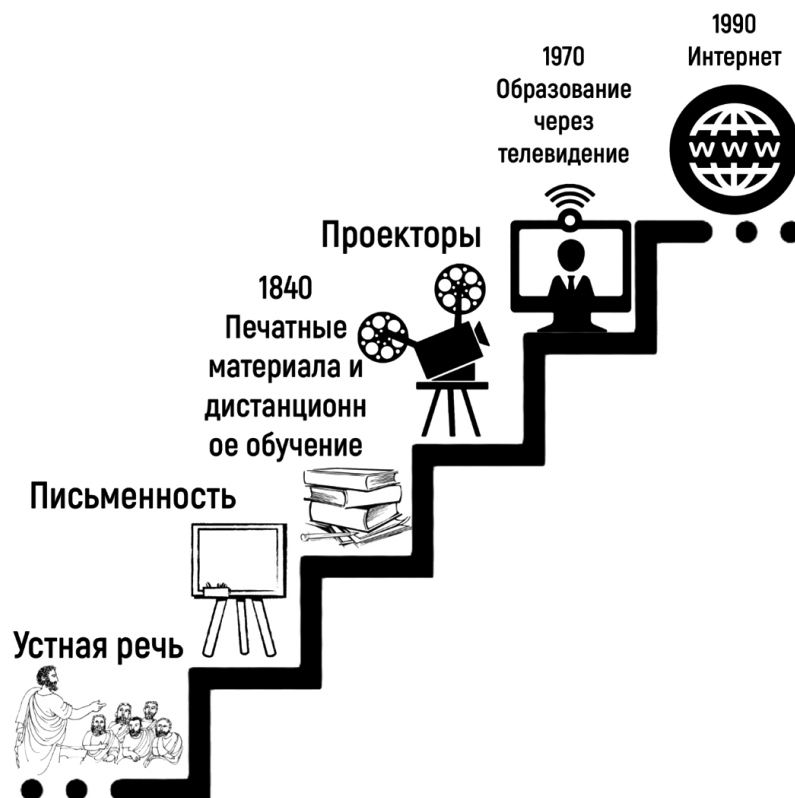 1990
Интернет
1970
Образование
через
телевидение
WWW
Проекторы
1840
Печатные
материала и
дистанционн
ое обучение
Письменность
Устная речь